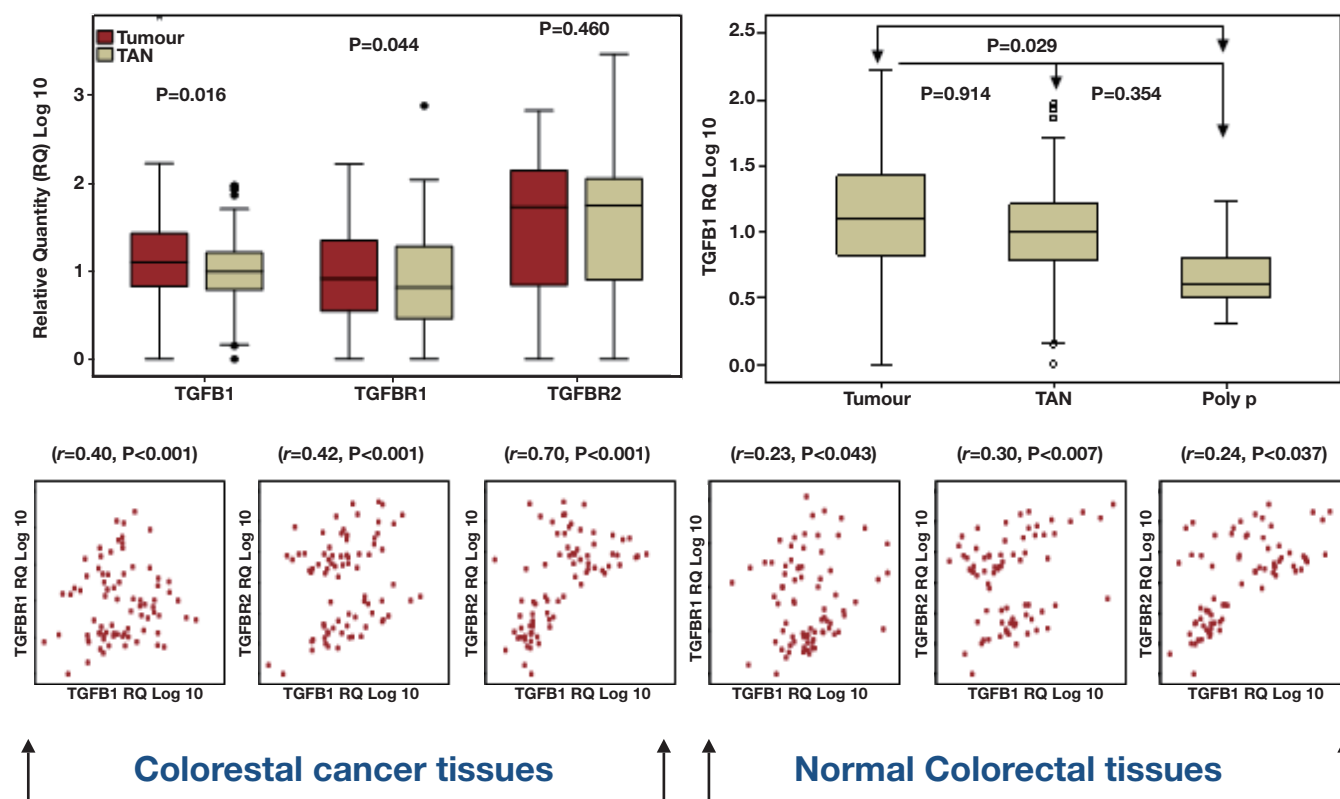 Tumour
TAN
P=0.016
P=0.044
P=0.460
Relative Quantity (RQ) Log 10
3
2
1
0
TGFB1
TGFBR1
TGFBR2
TGFB1 RQ Log 10
2.5
2.0
1.5
1.0
0.5
0.0
P=0.029
P=0.914
P=0.354
Tumour
TAN
Poly p
(r=0.40, P<0.001)
TGFBR1 RQ Log 10
TGFB1 RQ Log 10
(r=0.42, P<0.001)
TGFBR2 RQ Log 10
TGFB1 RQ Log 10
(r=0.70, P<0.001)
TGFBR2 RQ Log 10
TGFB1 RQ Log 10
(r=0.23, P<0.043)
TGFBR1 RQ Log 10
TGFB1 RQ Log 10
(r=0.30, P<0.007)
TGFBR2 RQ Log 10
TGFB1 RQ Log 10
(r=0.24, P<0.037)
TGFBR2 RQ Log 10
TGFB1 RQ Log 10
Colorestal cancer tissues
Normal Colorectal tissues